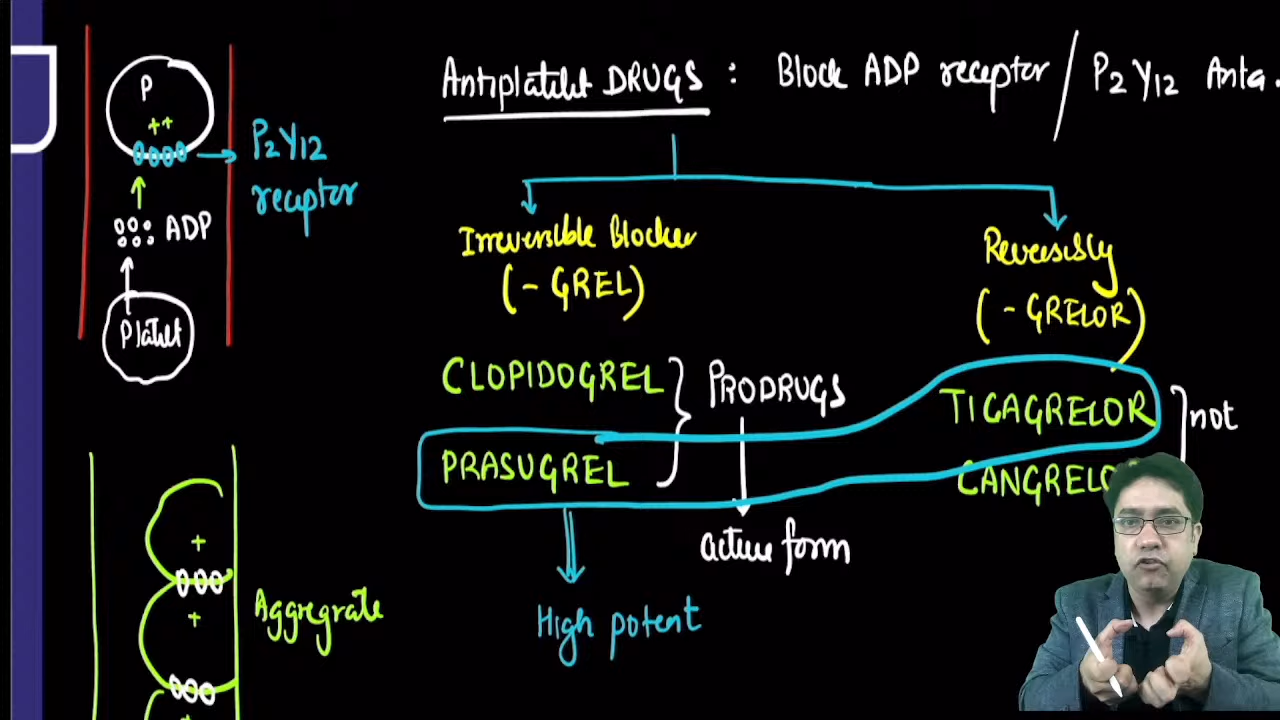 P
++
P2Y12
receptor
ADP
Platelet
+
+
Aggregrate
+
Antiplatelet DRUGS : Block ADP receptor / P2Y12 Anta.
Irreversible Blocker
(- GREL)
Reversibly
(- GRELOR)
CLOPIDOGREL
PRODRUGS
TICAGRELOR
not
PRASUGREL
active form
High potent